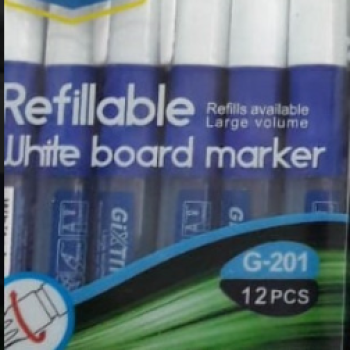 Refillable
Refills available
Large volume
White board marker
G-201
12PCS